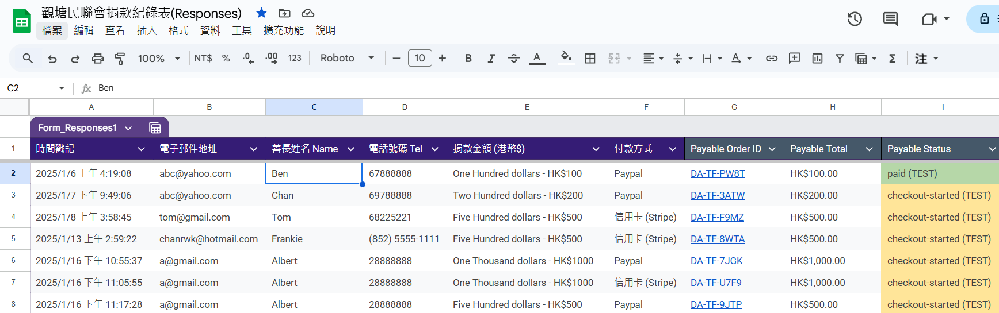 觀塘民聯會捐款紀錄表(Responses)
檔案 編輯 查看 插入 格式 資料 工具 擴充功能 說明
100% NT$ % .0 .00 123 Roboto 10 B I S A 注
C2 fx Ben
A B C D E F G H I
Form_Responses1
1 時間戳記 電子郵件地址 善長姓名 Name 電話號碼 Tel 捐款金額 (港幣$) 付款方式 Payable Order ID Payable Total Payable Status
2 2025/1/6 上午 4:19:08 abc@yahoo.com Ben 67888888 One Hundred dollars - HK$100 Paypal DA-TF-PW8T HK$100.00 paid (TEST)
3 2025/1/7 下午 9:49:06 abc@yahoo.com Chan 69788888 Two Hundred dollars - HK$200 Paypal DA-TF-3ATW HK$200.00 checkout-started (TEST)
4 2025/1/8 上午 3:58:45 tom@gmail.com Tom 68225221 Five Hundred dollars - HK$500 信用卡 (Stripe) DA-TF-F9MZ HK$500.00 checkout-started (TEST)
5 2025/1/13 上午 2:59:22 chanrwk@hotmail.com Frankie (852) 5555-1111 Five Hundred dollars - HK$500 信用卡 (Stripe) DA-TF-8WTA HK$500.00 checkout-started (TEST)
6 2025/1/16 下午 10:55:37 a@gmail.com Albert 28888888 One Thousand dollars - HK$1000 Paypal DA-TF-7JGK HK$1,000.00 checkout-started (TEST)
7 2025/1/16 下午 11:05:55 a@gmail.com Albert 28888888 One Thousand dollars - HK$1000 信用卡 (Stripe) DA-TF-U7F9 HK$1,000.00 checkout-started (TEST)
8 2025/1/16 下午 11:17:28 a@gmail.com Albert 28888888 Five Hundred dollars - HK$500 Paypal DA-TF-9JTP HK$500.00 checkout-started (TEST)